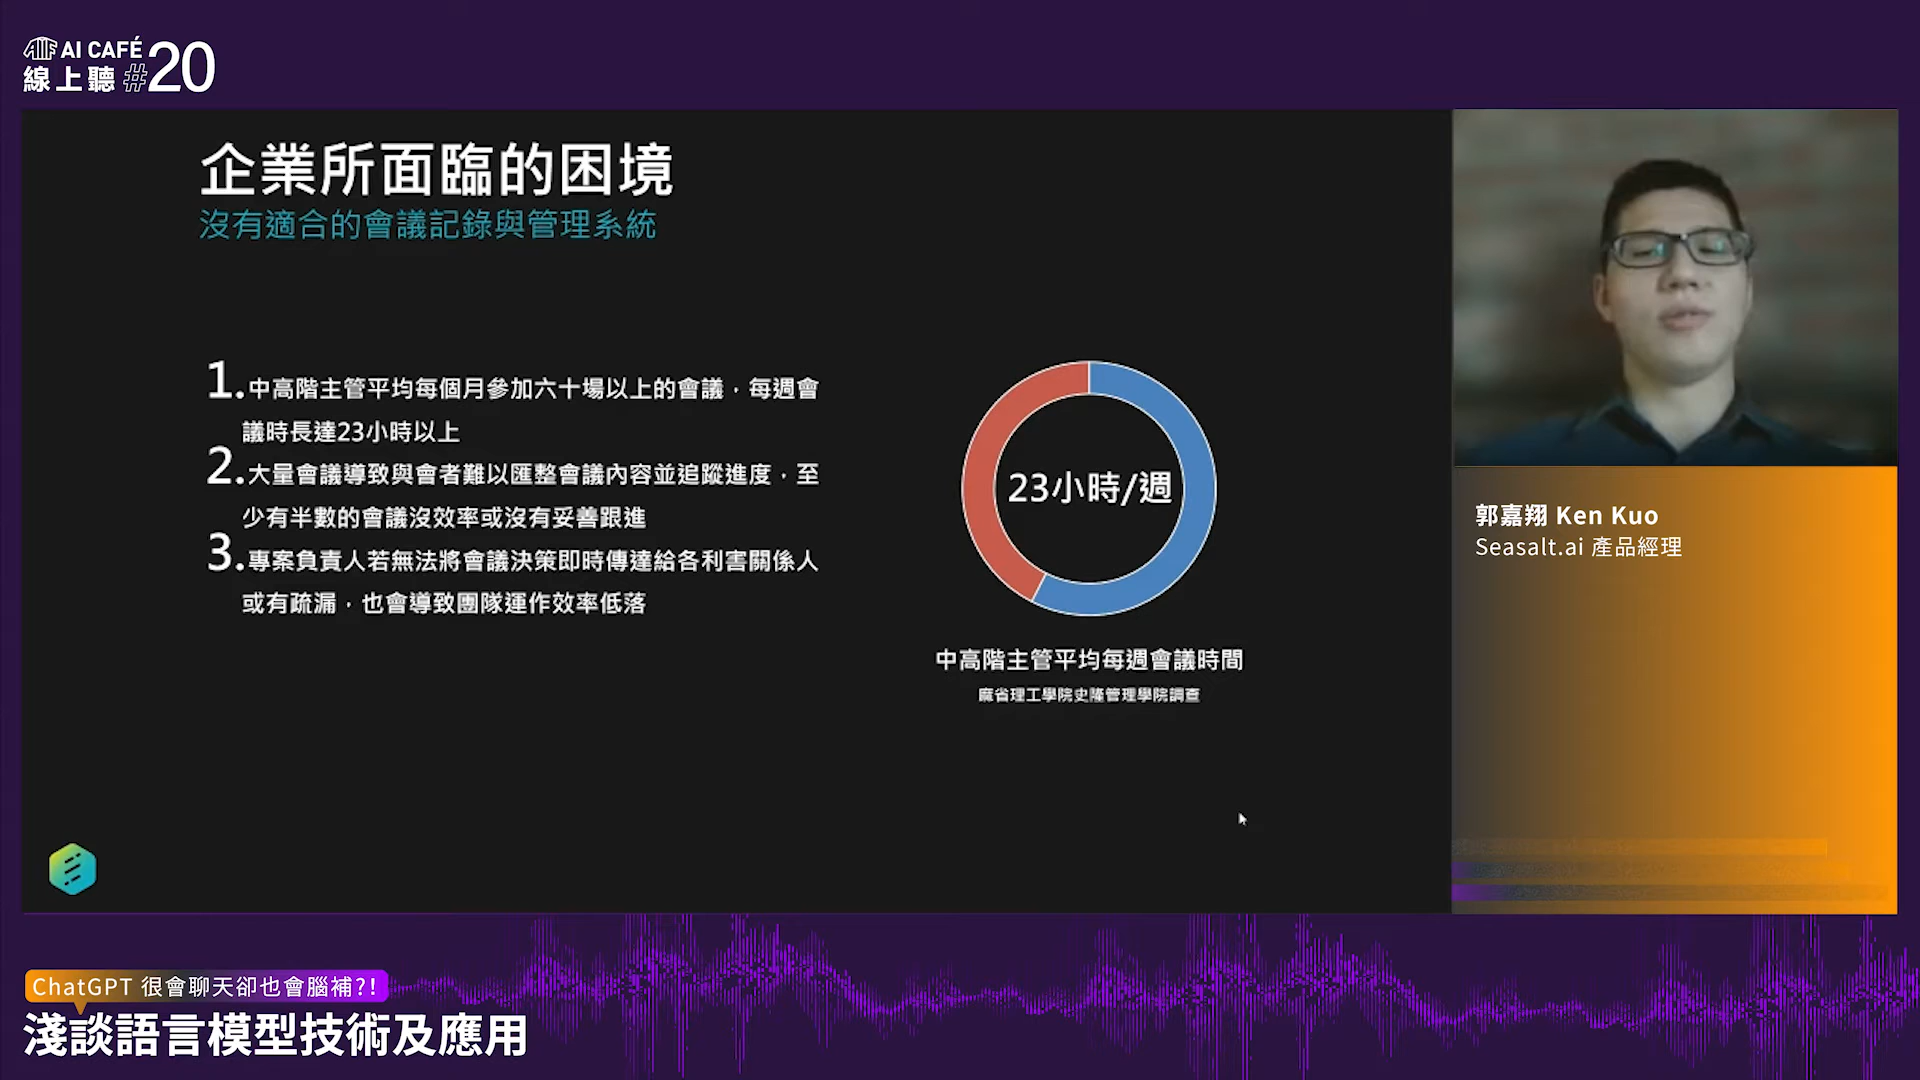 AIF AI CAFÉ
線上聽 #20
企業所面臨的困境
沒有適合的會議記錄與管理系統
1.中高階主管平均每個月參加六十場以上的會議，每週會
議時長達23小時以上
2.大量會議導致與會者難以匯整會議內容並追蹤進度，至
少有半數的會議沒效率或沒有妥善跟進
3.專案負責人若無法將會議決策即時傳達給各利害關係人
或有疏漏，也會導致團隊運作效率低落
23小時/週
中高階主管平均每週會議時間
麻省理工學院史隆管理學院調查
郭嘉翔 Ken Kuo
Seasalt.ai 產品經理
ChatGPT 很會聊天卻也會腦補?!
淺談語言模型技術及應用